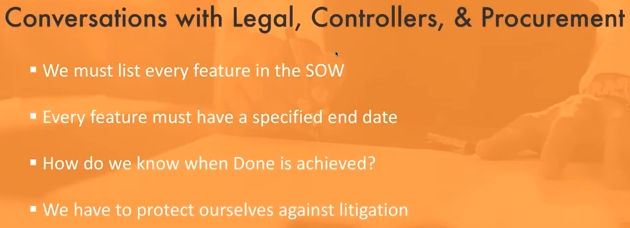 Conversations with Legal, Controllers, & Procurement
▪ We must list every feature in the SOW
▪ Every feature must have a specified end date
▪ How do we know when Done is achieved?
▪ We have to protect ourselves against litigation